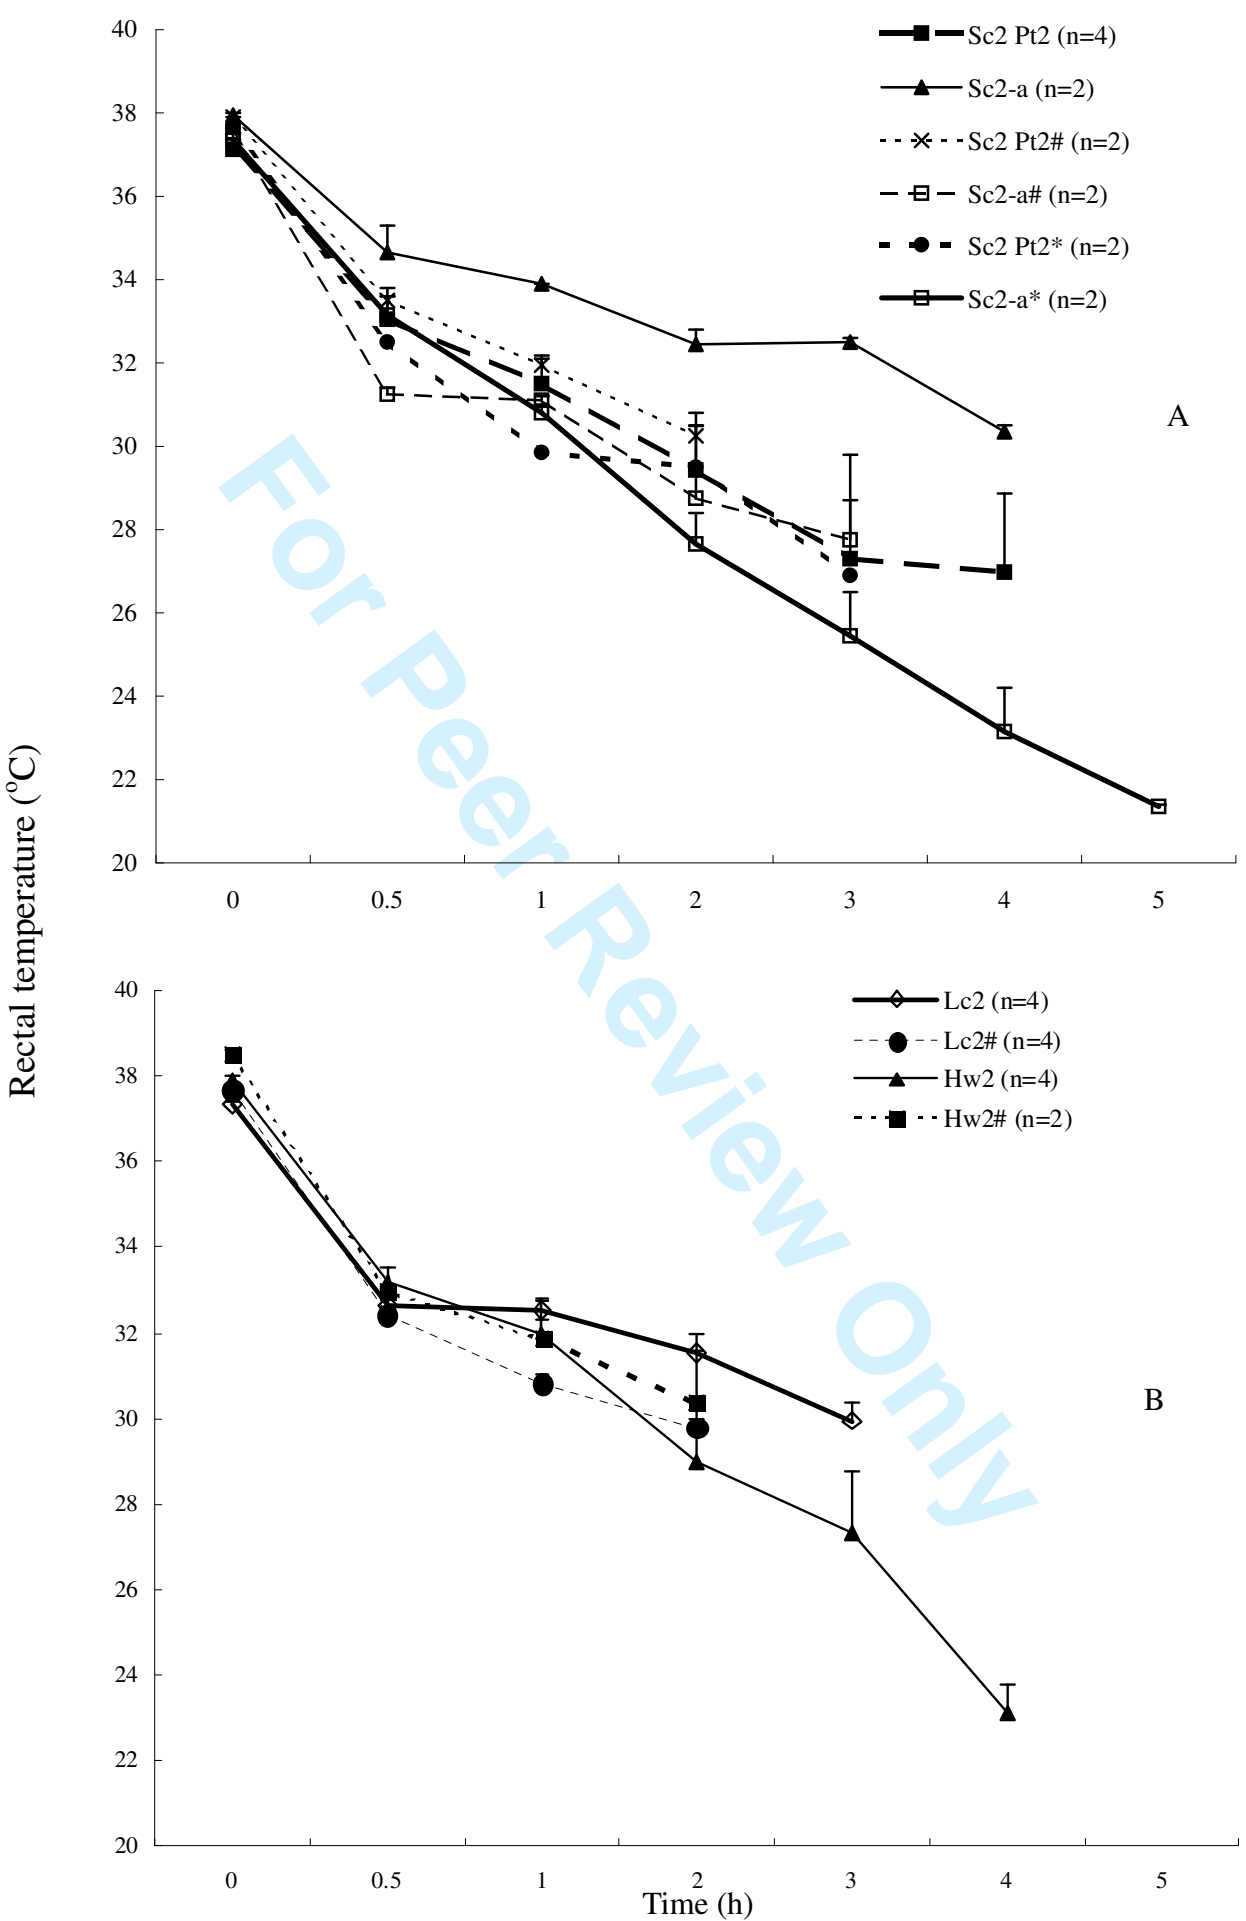 40
38
36
34
32
30
28
26
24
22
20
0 0.5 1 2 3 4 5
Sc2 Pt2 (n=4)
Sc2-a (n=2)
Sc2 Pt2# (n=2)
Sc2-a# (n=2)
Sc2 Pt2* (n=2)
Sc2-a* (n=2)
A
Rectal temperature (°C)
For Peer Review Only
40
38
36
34
32
30
28
26
24
22
20
0 0.5 1 2 3 4 5
Lc2 (n=4)
Lc2# (n=4)
Hw2 (n=4)
Hw2# (n=2)
B
Time (h)